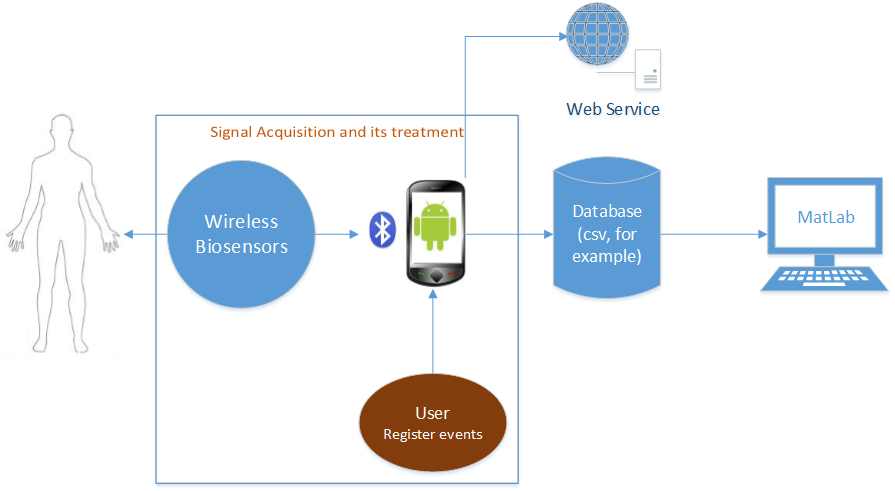 Web Service
Signal Acquisition and its treatment
Wireless
Biosensors
Database
(csv, for
example)
MatLab
User
Register events